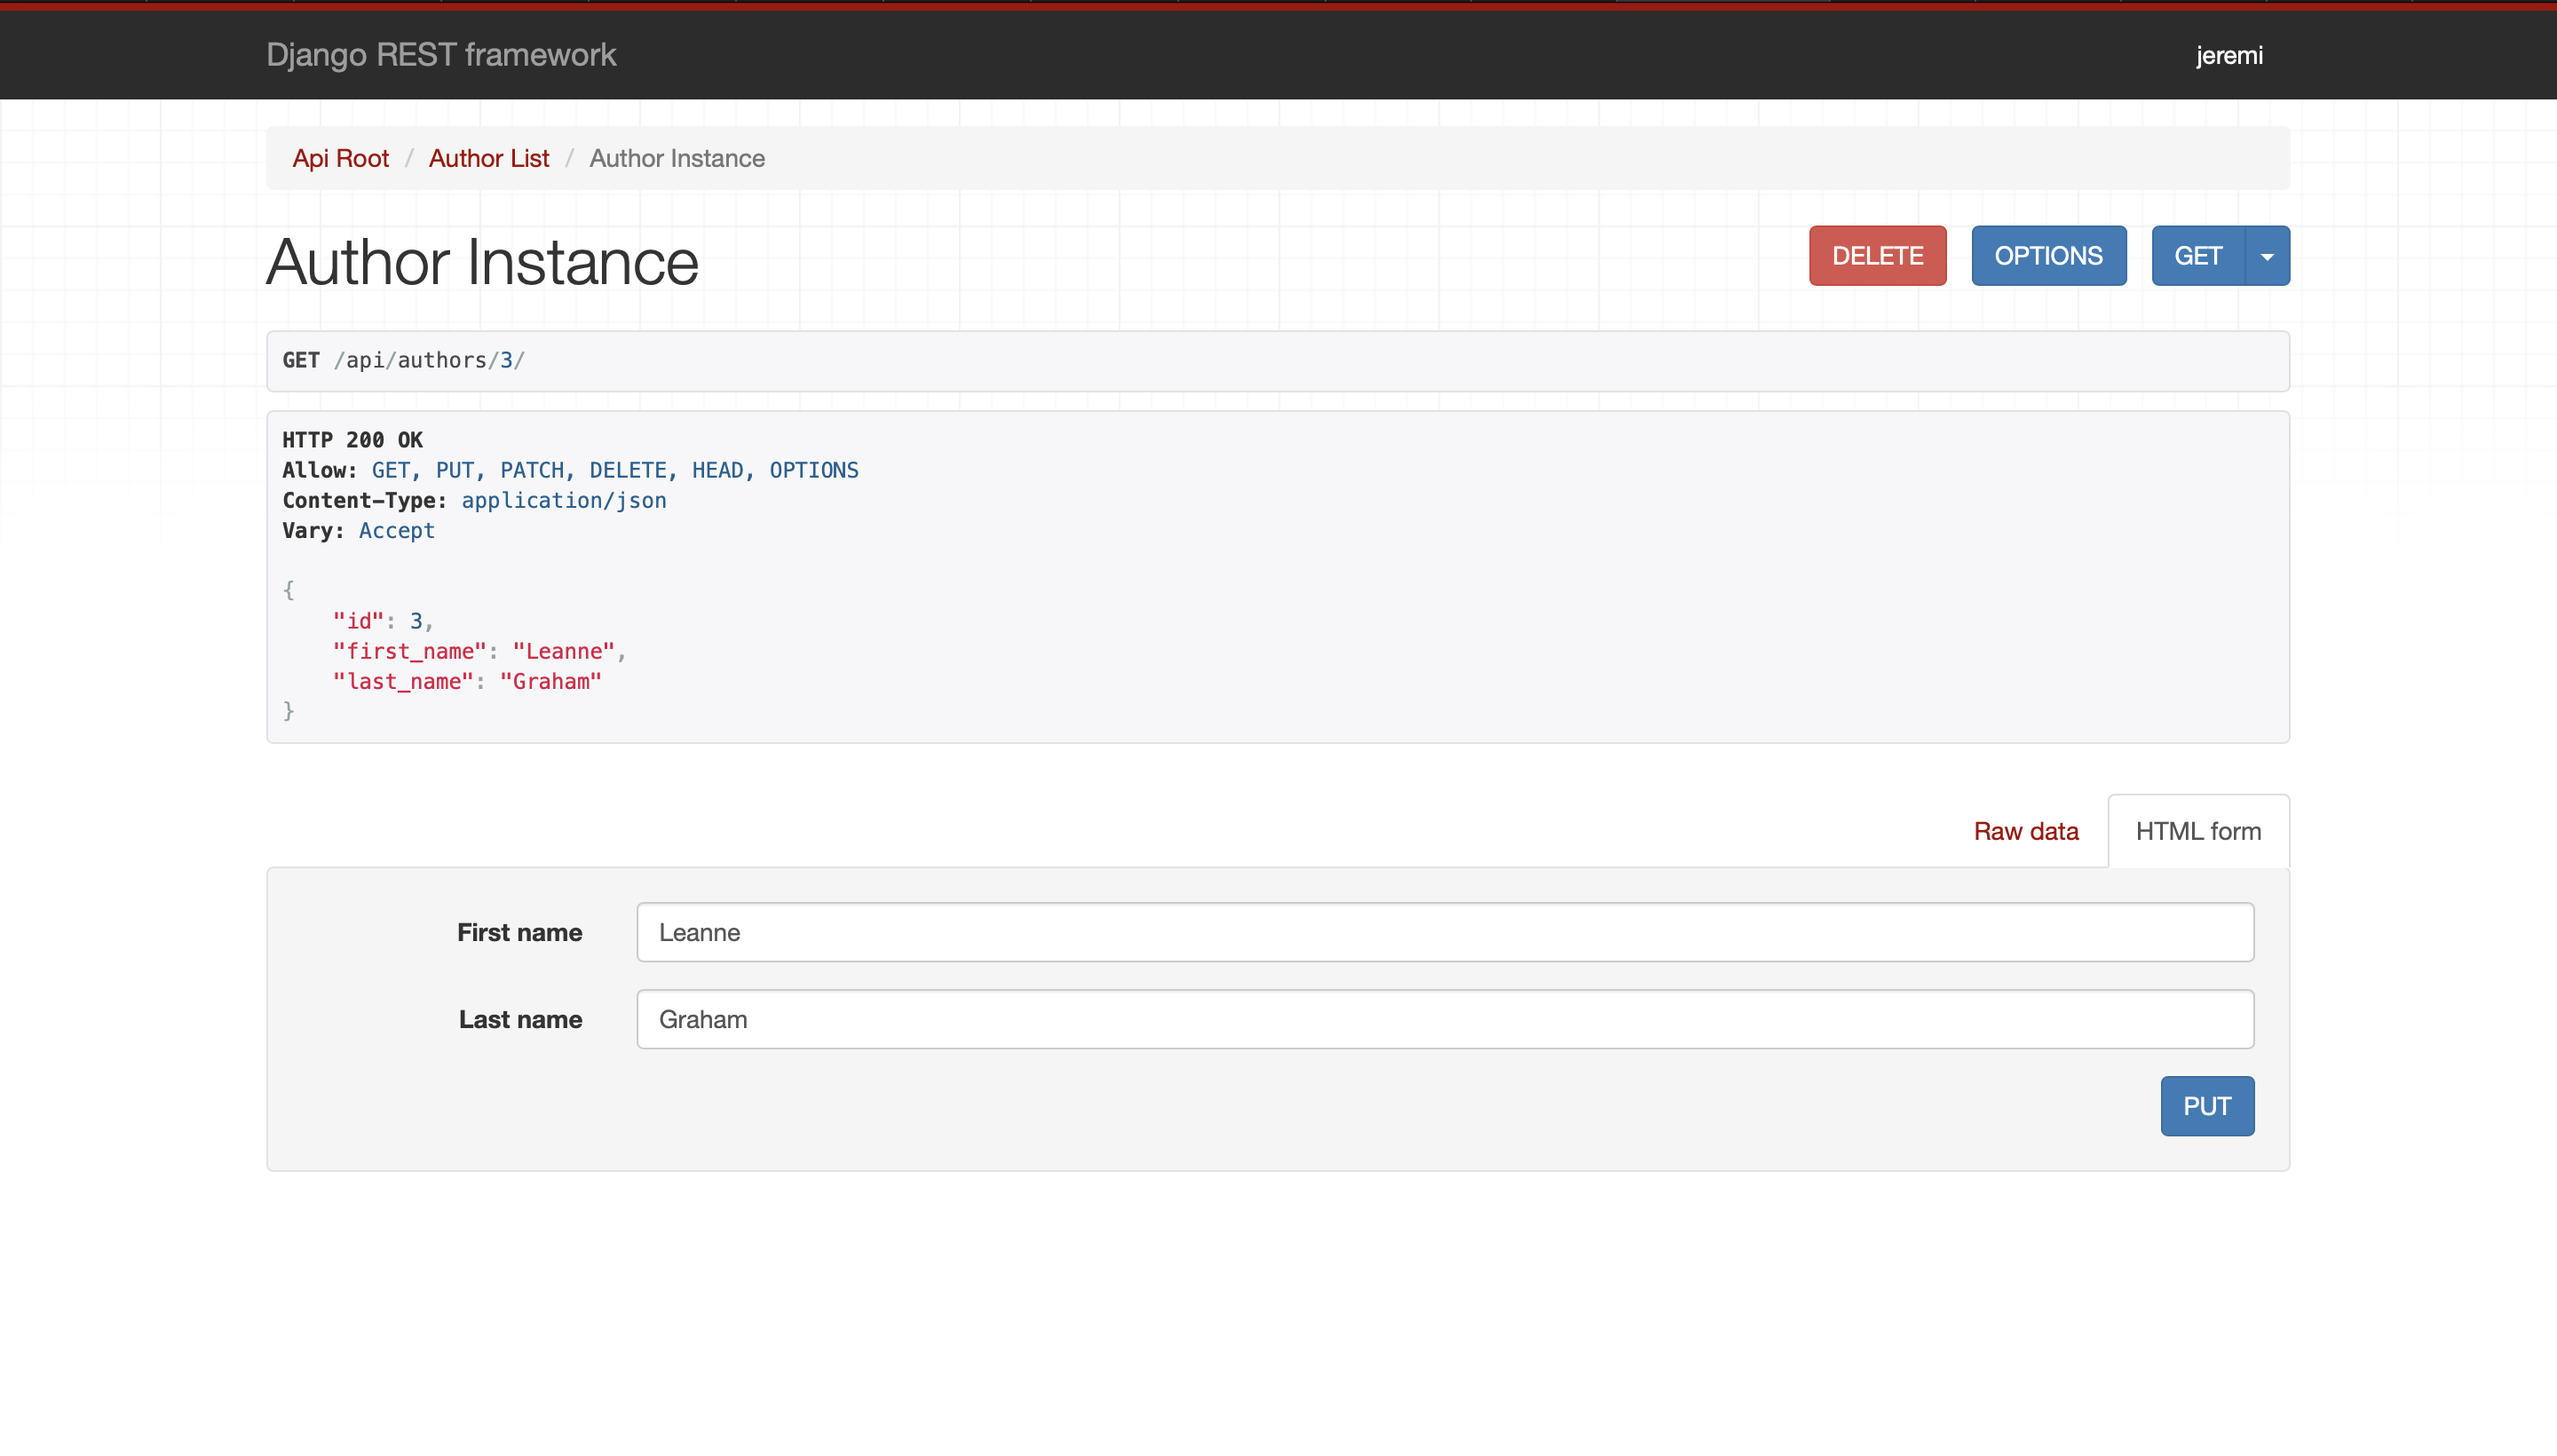 Django REST framework
jeremi
Api Root / Author List / Author Instance
Author Instance
DELETE
OPTIONS
GET
GET /api/authors/3/
HTTP 200 OK
Allow: GET, PUT, PATCH, DELETE, HEAD, OPTIONS
Content-Type: application/json
Vary: Accept
{
    "id": 3,
    "first_name": "Leanne",
    "last_name": "Graham"
}
Raw data
HTML form
First name
Leanne
Last name
Graham
PUT